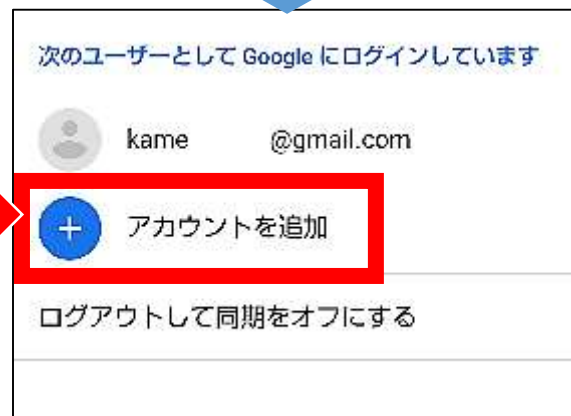 次のユーザーとして Google にログインしています
kame @gmail.com
アカウントを追加
ログアウトして同期をオフにする